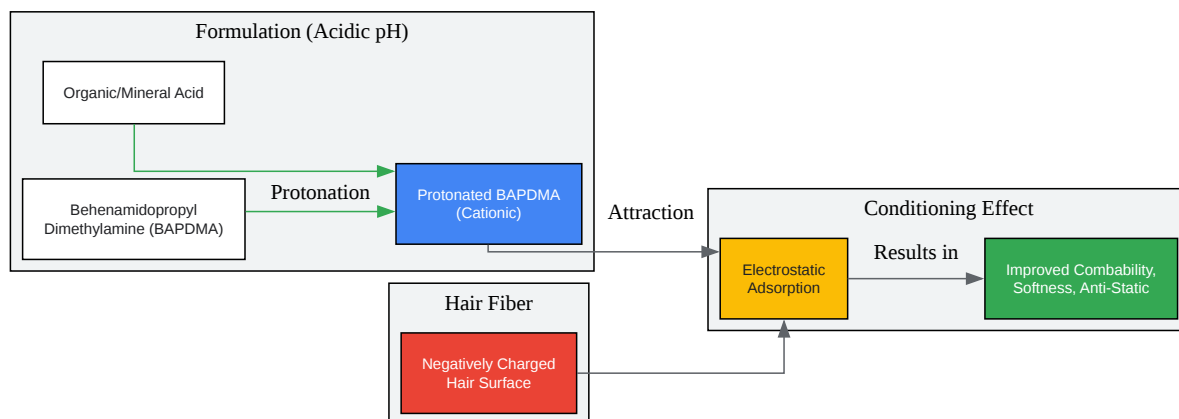 Formulation (Acidic pH)
Organic/Mineral Acid
Behenamidopropyl
Dimethylamine (BAPDMA)
Protonation
Protonated BAPDMA
(Cationic)
Attraction
Hair Fiber
Negatively Charged
Hair Surface
Conditioning Effect
Electrostatic
Adsorption
Results in
Improved Combability,
Softness, Anti-Static